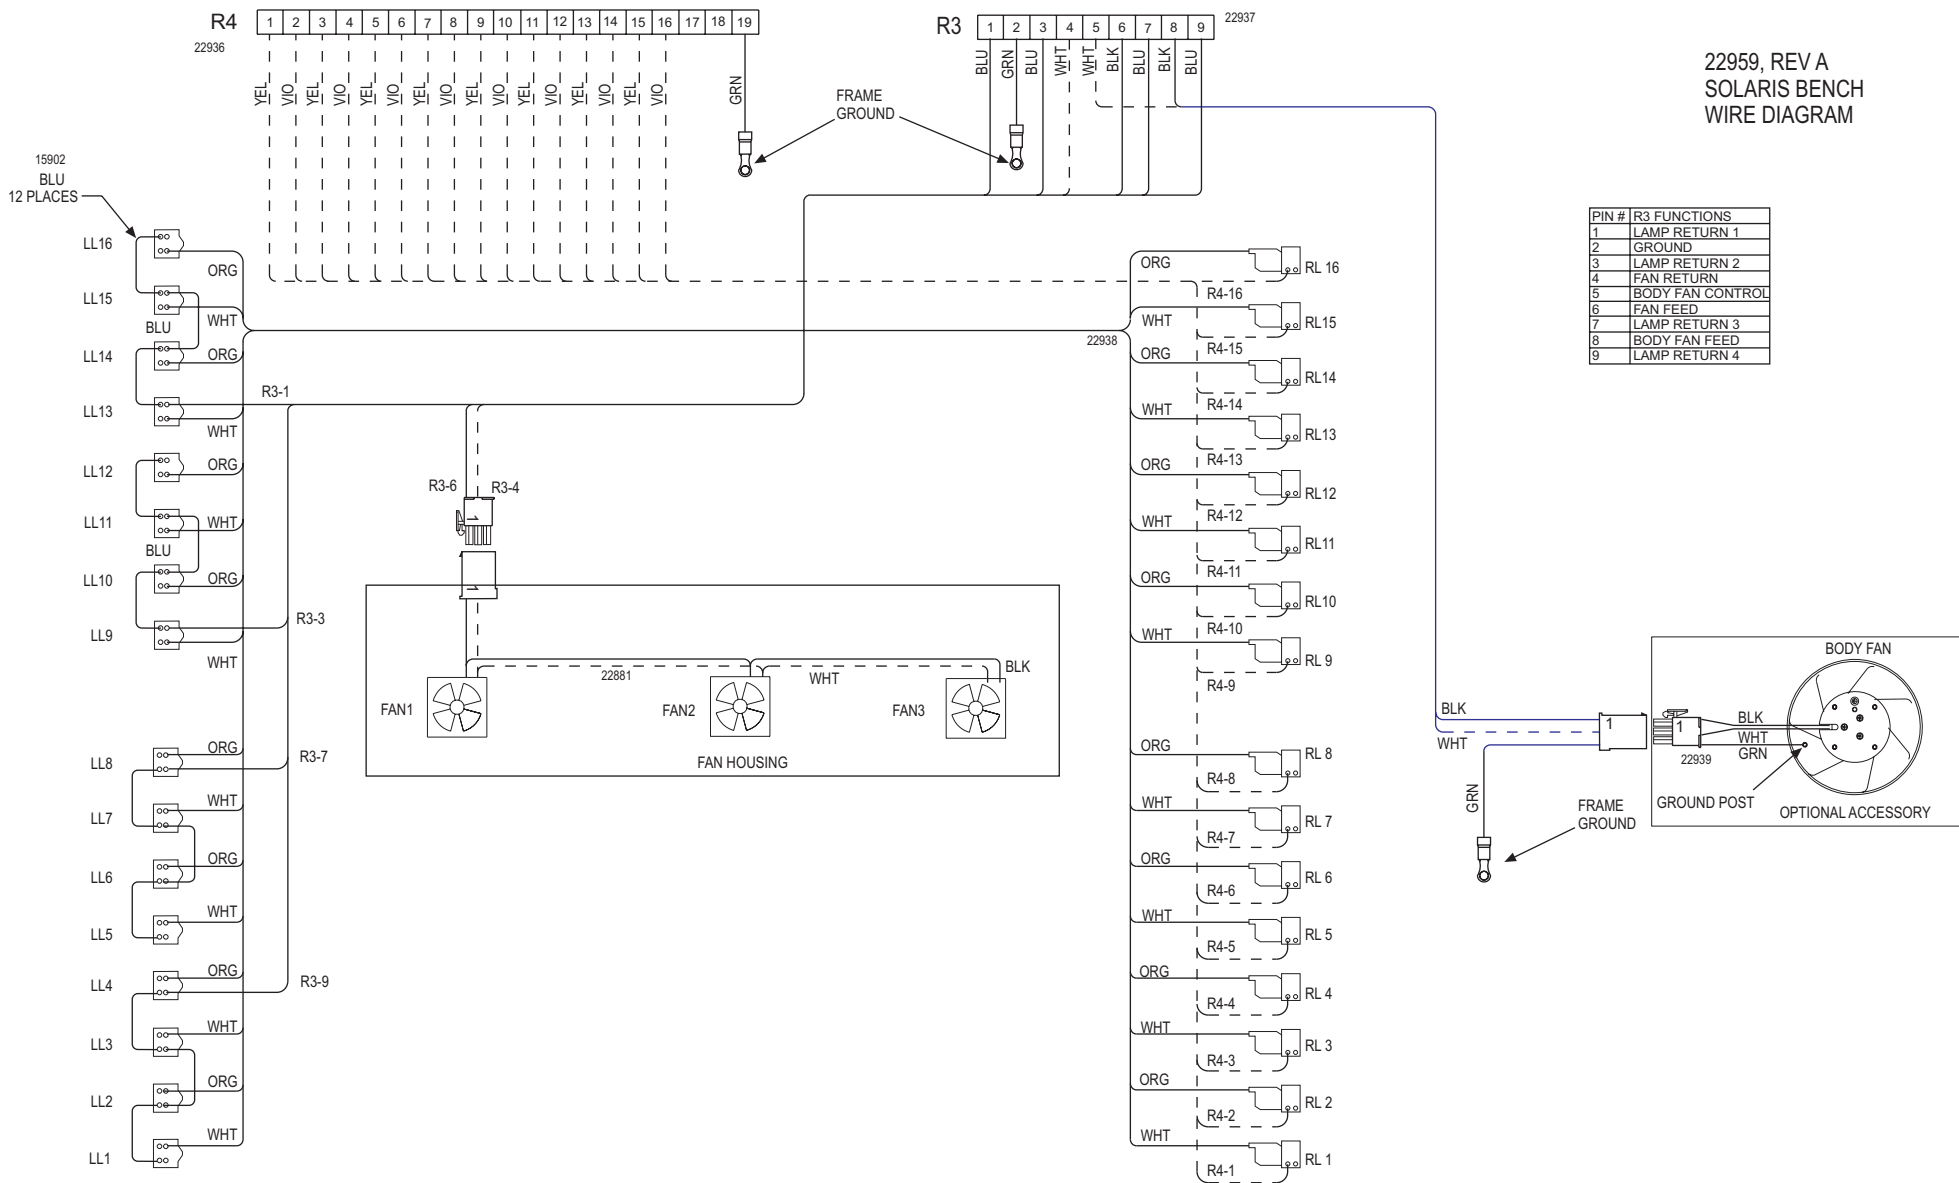 R4
22936
1 2 3 4 5 6 7 8 9 10 11 12 13 14 15 16 17 18 19
YEL VIO YEL VIO YEL VIO YEL VIO YEL VIO YEL VIO YEL VIO YEL VIO GRN
R3
22937
1 2 3 4 5 6 7 8 9
BLU GRN BLU WHT WHT BLK BLU BLK BLU
FRAME
GROUND
22959, REV A
SOLARIS BENCH
WIRE DIAGRAM
PIN # R3 FUNCTIONS
1 LAMP RETURN 1
2 GROUND
3 LAMP RETURN 2
4 FAN RETURN
5 BODY FAN CONTROL
6 FAN FEED
7 LAMP RETURN 3
8 BODY FAN FEED
9 LAMP RETURN 4
15902
BLU
12 PLACES
LL16
ORG
LL15
WHT
BLU
LL14
ORG
R3-1
LL13
WHT
LL12
ORG
LL11
WHT
BLU
LL10
ORG
R3-3
LL9
WHT
LL8
ORG
R3-7
LL7
WHT
LL6
ORG
LL5
WHT
LL4
ORG
R3-9
LL3
WHT
LL2
ORG
LL1
WHT
R3-6
R3-4
1
1
22881
WHT
BLK
FAN1
FAN2
FAN3
FAN HOUSING
22938
ORG
RL 16
R4-16
WHT
RL15
R4-15
ORG
RL14
R4-14
WHT
RL13
R4-13
ORG
RL12
R4-12
WHT
RL11
R4-11
ORG
RL10
R4-10
WHT
RL 9
R4-9
ORG
RL 8
R4-8
WHT
RL 7
R4-7
ORG
RL 6
R4-6
WHT
RL 5
R4-5
ORG
RL 4
R4-4
WHT
RL 3
R4-3
ORG
RL 2
R4-2
WHT
RL 1
R4-1
BLK
WHT
GRN
FRAME
GROUND
1
1
22939
BLK
WHT
GRN
BODY FAN
GROUND POST
OPTIONAL ACCESSORY